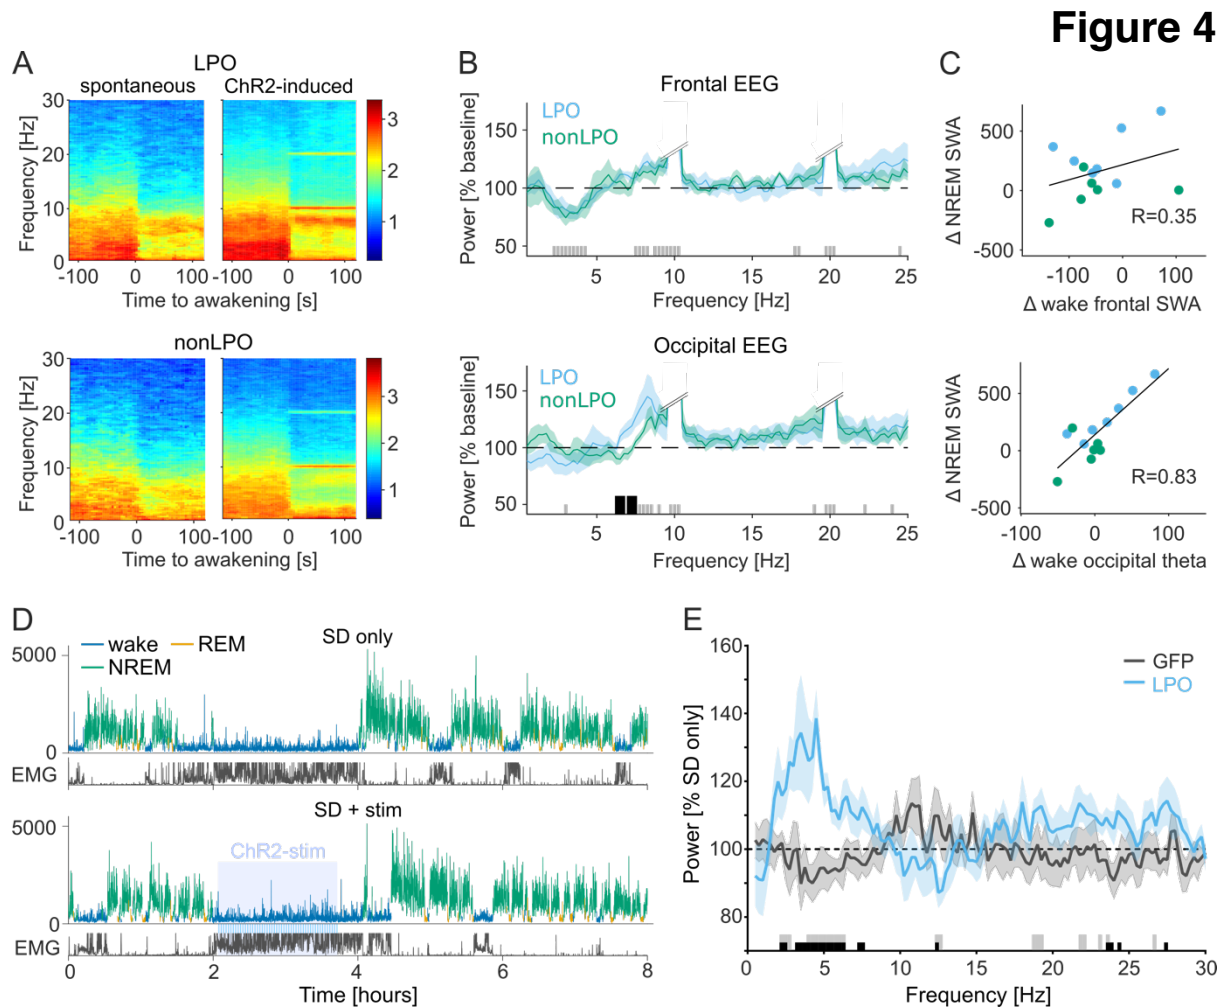 Figure 4
A
LPO
spontaneous ChR2-induced
Frequency [Hz]
30
20
10
0
3
2
1
-100 0 100 -100 0 100
Time to awakening [s]
nonLPO
Frequency [Hz]
30
20
10
0
3
2
1
-100 0 100 -100 0 100
Time to awakening [s]
B
Frontal EEG
LPO
nonLPO
Power [% baseline]
150
100
50
5 10 15 20 25
Frequency [Hz]
Occipital EEG
LPO
nonLPO
Power [% baseline]
150
100
50
5 10 15 20 25
Frequency [Hz]
C
Δ NREM SWA
500
0
-500
R=0.35
-100 0 100
Δ wake frontal SWA
Δ NREM SWA
500
0
-500
R=0.83
-100 0 100
Δ wake occipital theta
D
wake REM
NREM
SD only
5000
0
EMG
SD + stim
5000
ChR2-stim
0
EMG
0 2 4 6 8
Time [hours]
E
Power [% SD only]
160
140
120
100
80
GFP
LPO
0 5 10 15 20 25 30
Frequency [Hz]